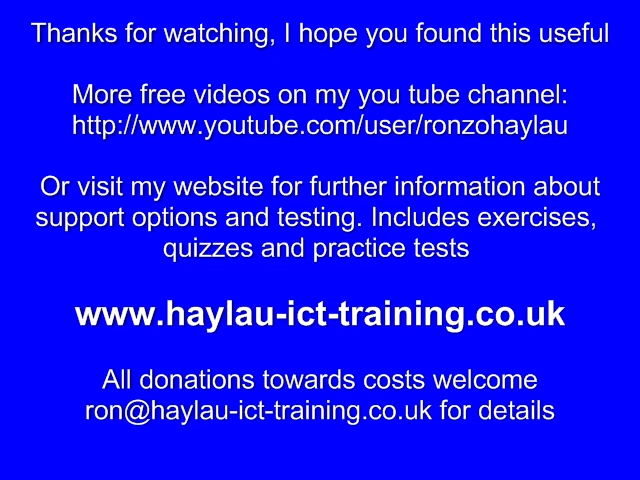 Thanks for watching, I hope you found this useful
More free videos on my you tube channel:
http://www.youtube.com/user/ronzohaylau
Or visit my website for further information about
support options and testing. Includes exercises,
quizzes and practice tests
www.haylau-ict-training.co.uk
All donations towards costs welcome
ron@haylau-ict-training.co.uk for details